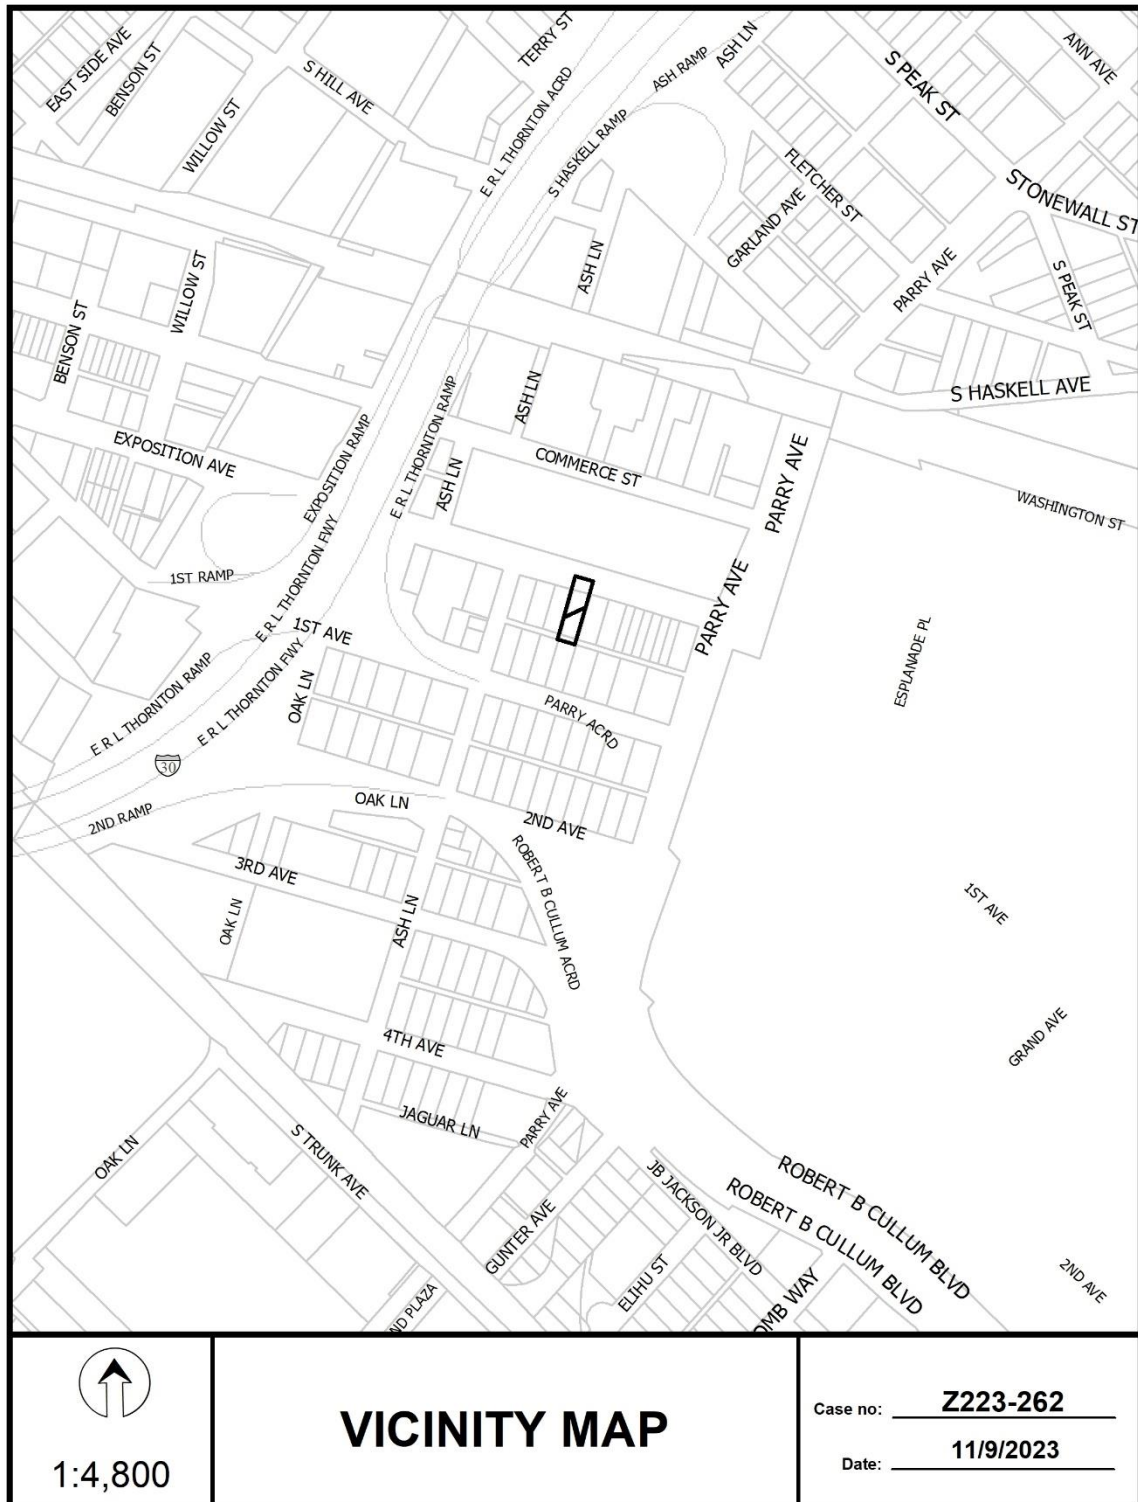 EAST SIDE AVE
BENSON ST
WILLOW ST
S HILL AVE
TERRY ST
E R L THORNTON ACRD
S HASKELL RAMP
ASH RAMP
ASH LN
S PEAK ST
ANN AVE
FLETCHER ST
GARLAND AVE
STONEWALL ST
PARRY AVE
S PEAK ST
S HASKELL AVE
WILLOW ST
BENSON ST
ASH LN
ASH LN
EXPOSITION AVE
EXPOSITION RAMP
E R L THORNTON RAMP
ASH LN
COMMERCE ST
PARRY AVE
WASHINGTON ST
1ST RAMP
E R L THORNTON FWY
PARRY AVE
ESPLANADE PL
1ST AVE
E R L THORNTON RAMP
E R L THORNTON FWY
OAK LN
PARRY ACRD
30
2ND RAMP
OAK LN
2ND AVE
ROBERT B CULLUM ACRD
3RD AVE
OAK LN
ASH LN
1ST AVE
GRAND AVE
4TH AVE
JAGUAR LN
PARRY AVE
OAK LN
S TRUNK AVE
GUNTER AVE
JB JACKSON JR BLVD
ROBERT B CULLUM BLVD
ROBERT B CULLUM BLVD
ELIHU ST
2ND AVE
ND PLAZA
OMB WAY
1:4,800
VICINITY MAP
Case no: Z223-262
Date: 11/9/2023